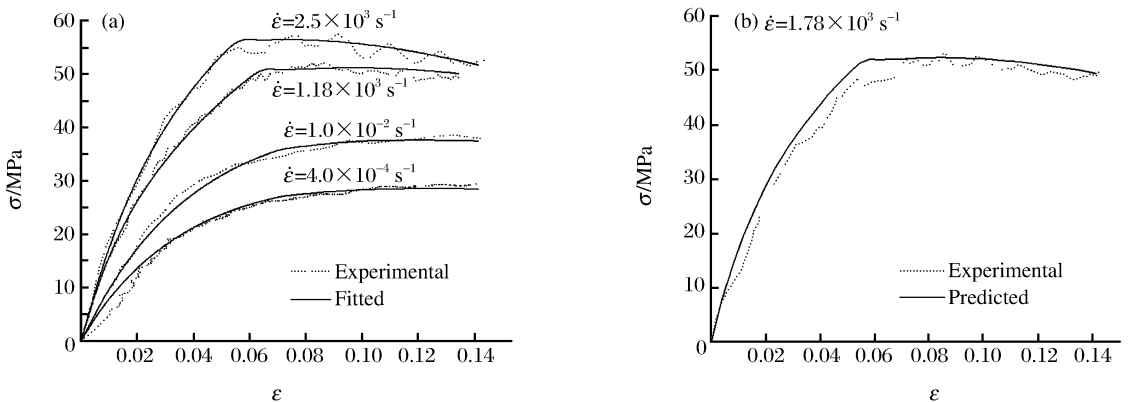 (a)
ε̇=2.5×10³ s⁻¹
ε̇=1.18×10³ s⁻¹
ε̇=1.0×10⁻² s⁻¹
ε̇=4.0×10⁻⁴ s⁻¹
60
50
40
30
20
10
0
σ/MPa
Experimental
Fitted
0.02 0.04 0.06 0.08 0.10 0.12 0.14
ε
(b) ε̇=1.78×10³ s⁻¹
60
50
40
30
20
10
0
σ/MPa
Experimental
Predicted
0.02 0.04 0.06 0.08 0.10 0.12 0.14
ε